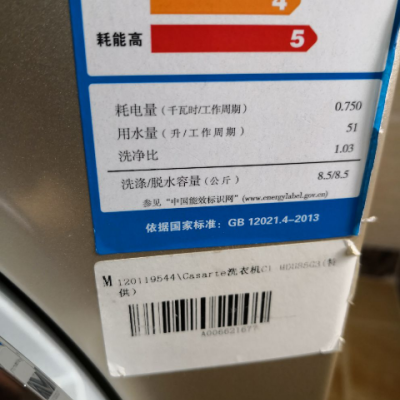 4
耗能高 5
耗电量(千瓦时/工作周期) 0.750
用水量(升/工作周期) 51
洗净比 1.03
洗涤/脱水容量(公斤) 8.5/8.5
参见“中国能效标识网”(www.energylabel.gov.cn)
依据国家标准: GB 12021.4-2013
M 120119544\Casarte洗衣机C1
供)